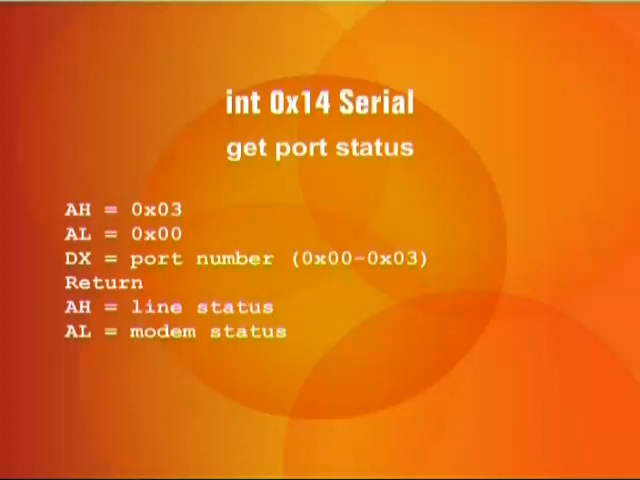 int 0x14 Serial
get port status
AH = 0x03
AL = 0x00
DX = port number (0x00-0x03)
Return
AH = line status
AL = modem status